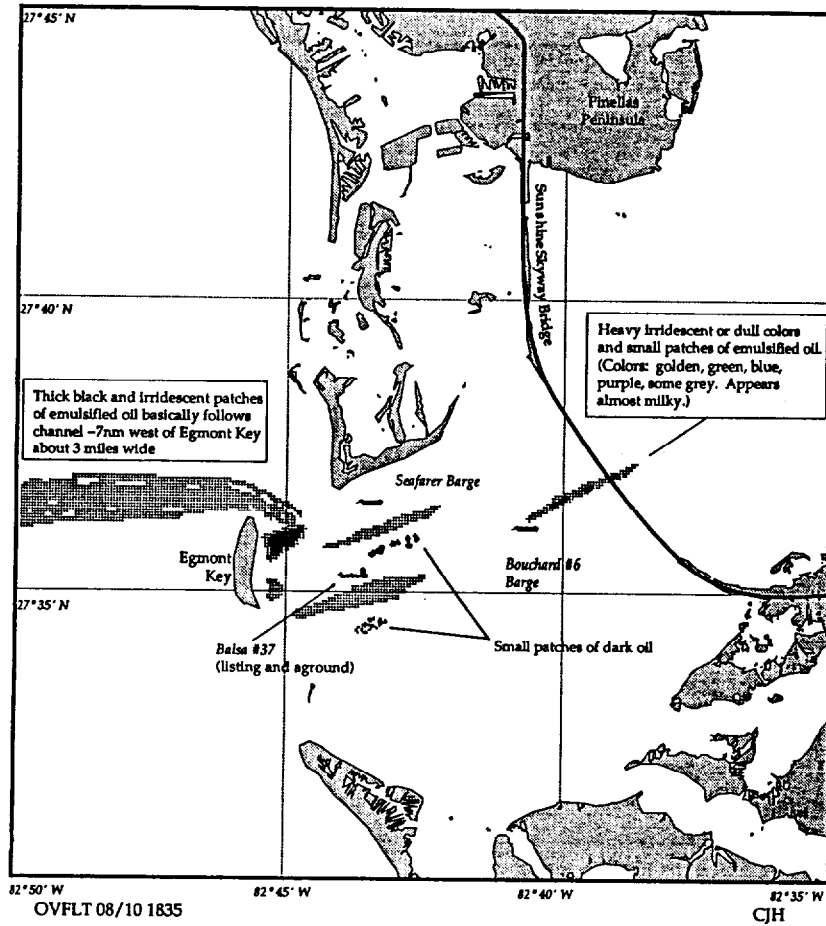 27°45' N
Pinellas
Peninsula
Sunshine Skyway Bridge
27°40' N
Heavy irridescent or dull colors
and small patches of emulsified oil.
(Colors: golden, green, blue,
purple, some grey. Appears
almost milky.)
Thick black and irridescent patches
of emulsified oil basically follows
channel ~7nm west of Egmont Key
about 3 miles wide
Seafarer Barge
Egmont
Key
Bouchard #6
Barge
27°35' N
Balsa #37
(listing and aground)
Small patches of dark oil
82°50' W
82°45' W
82°40' W
82°35' W
OVFLT 08/10 1835
CJH